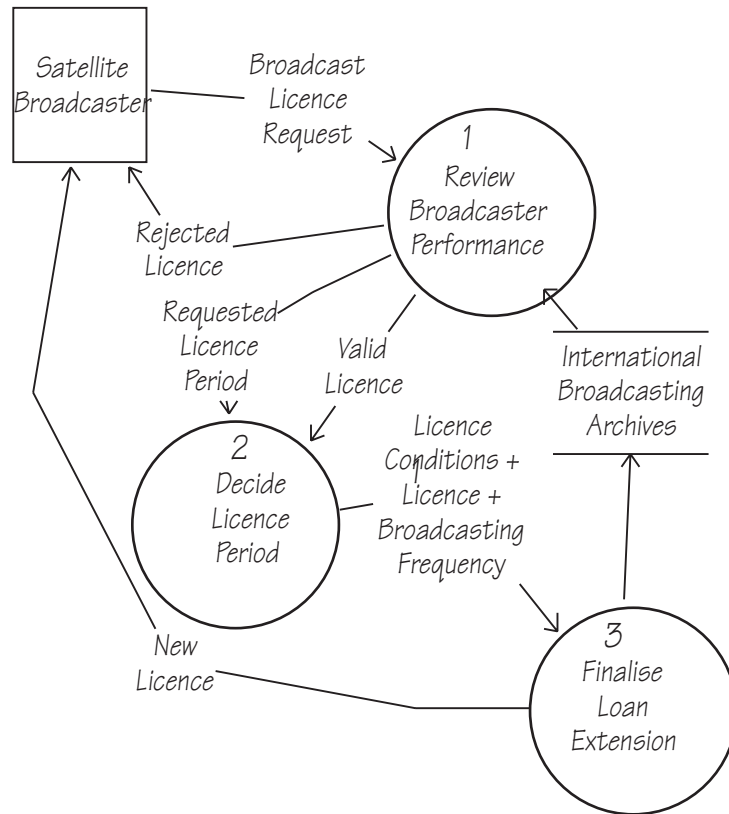 Satellite
Broadcaster
Broadcast
Licence
Request
1
Review
Broadcaster
Performance
Rejected
Licence
Requested
Licence
Period
Valid
Licence
International
Broadcasting
Archives
2
Decide
Licence
Period
Licence
Conditions +
Licence +
Broadcasting
Frequency
3
Finalise
Loan
Extension
New
Licence